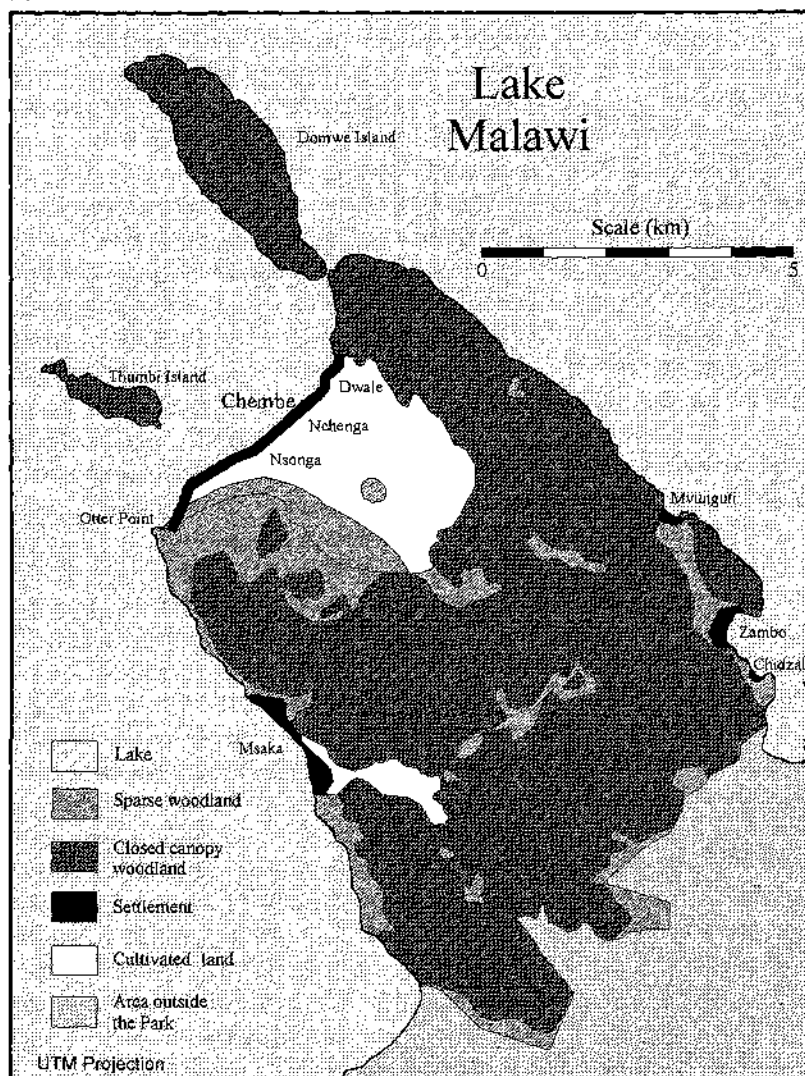 Lake
Malawi
Domwe Island
Scale (km)
0 5
Thumbi Island
Chembe
Dwale
Nchenga
Nsonga
Otter Point
Mvunguti
Zambo
Chidzal
Msaka
Lake
Sparse woodland
Closed canopy
woodland
Settlement
Cultivated land
Area outside
the Park
UTM Projection